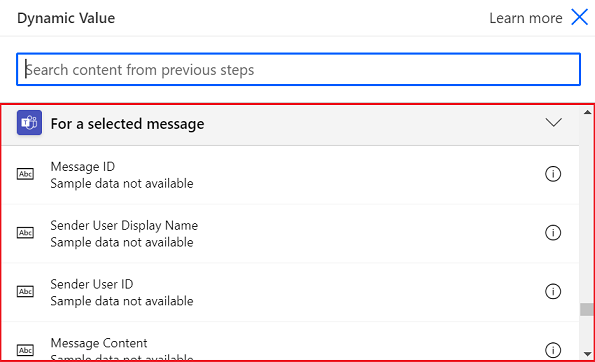 Dynamic Value
Learn more
Search content from previous steps
For a selected message
Abc
Message ID
Sample data not available
Abc
Sender User Display Name
Sample data not available
Abc
Sender User ID
Sample data not available
Abc
Message Content
Sample data not available